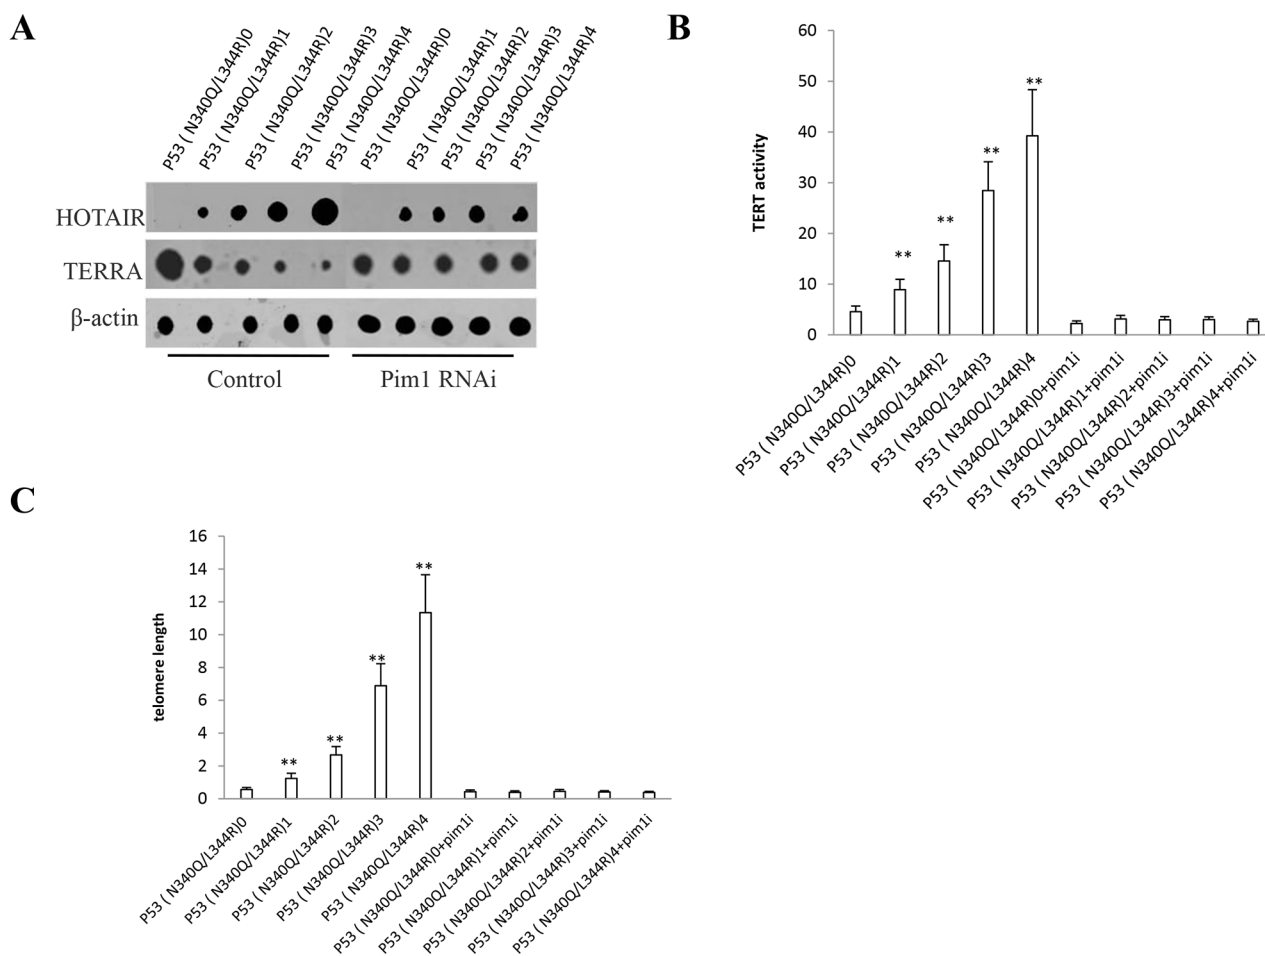 A
P53 ( N340Q/L344R)0
P53 ( N340Q/L344R)1
P53 ( N340Q/L344R)2
P53 ( N340Q/L344R)3
P53 ( N340Q/L344R)4
P53 ( N340Q/L344R)0
P53 ( N340Q/L344R)1
P53 ( N340Q/L344R)2
P53 ( N340Q/L344R)3
P53 ( N340Q/L344R)4
HOTAIR
TERRA
β-actin
Control
Pim1 RNAi
B
TERT activity
60
50
40
30
20
10
0
**
**
**
**
P53 ( N340Q/L344R)0
P53 ( N340Q/L344R)1
P53 ( N340Q/L344R)2
P53 ( N340Q/L344R)3
P53 ( N340Q/L344R)4
P53 ( N340Q/L344R)0+pim1i
P53 ( N340Q/L344R)1+pim1i
P53 ( N340Q/L344R)2+pim1i
P53 ( N340Q/L344R)3+pim1i
P53 ( N340Q/L344R)4+pim1i
C
telomere length
16
14
12
10
8
6
4
2
0
**
**
**
**
P53 ( N340Q/L344R)0
P53 ( N340Q/L344R)1
P53 ( N340Q/L344R)2
P53 ( N340Q/L344R)3
P53 ( N340Q/L344R)4
P53 ( N340Q/L344R)0+pim1i
P53 ( N340Q/L344R)1+pim1i
P53 ( N340Q/L344R)2+pim1i
P53 ( N340Q/L344R)3+pim1i
P53 ( N340Q/L344R)4+pim1i